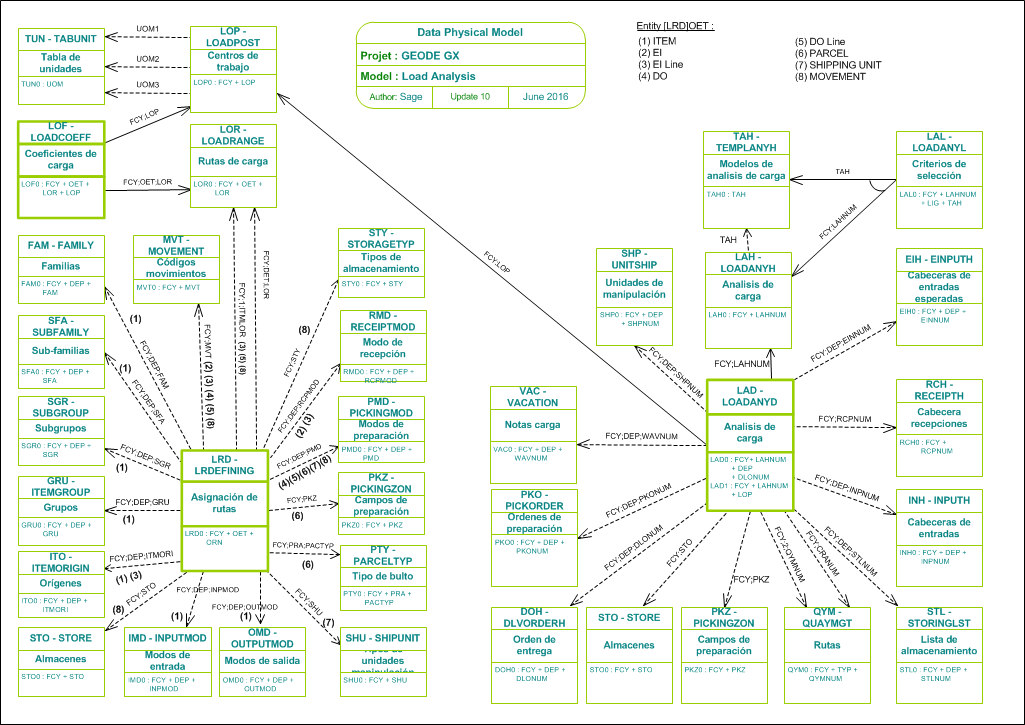 Data Physical Model
Projet : GEODE GX
Model : Load Analysis
Author: Sage
Update 10
June 2016
Entity [LRD]OET :
(1) ITEM
(2) EI
(3) EI Line
(4) DO
(5) DO Line
(6) PARCEL
(7) SHIPPING UNIT
(8) MOVEMENT
TUN - TABUNIT
Tabla de
unidades
TUN0 : UOM
UOM1
UOM2
UOM3
LOP -
LOADPOST
Centros de
trabajo
LOP0 : FCY + LOP
FCY;LOP
LOF -
LOADCOEFF
Coeficientes de
carga
LOF0 : FCY + OET +
LOR + LOP
FCY;OET;LOR
LOR -
LOADRANGE
Rutas de carga
LOR0 : FCY + OET +
LOR
FAM - FAMILY
Familias
FAM0 : FCY + DEP +
FAM
MVT -
MOVEMENT
Códigos
movimientos
MVT0 : FCY + MVT
STY -
STORAGETYP
Tipos de
almacenamiento
STY0 : FCY + STY
SFA -
SUBFAMILY
Sub-familias
SFA0 : FCY + DEP +
SFA
RMD -
RECEIPTMOD
Modo de
recepción
RMD0 : FCY + DEP +
RCPMOD
SGR -
SUBGROUP
Subgrupos
SGR0 : FCY + DEP +
SGR
PMD -
PICKINGMOD
Modos de
preparación
PMD0 : FCY + DEP +
PMD
LRD -
LRDEFINING
Asignación de
rutas
LRD0 : FCY + OET +
ORN
GRU -
ITEMGROUP
Grupos
GRU0 : FCY + DEP +
GRU
PKZ -
PICKINGZON
Campos de
preparación
PKZ0 : FCY + PKZ
ITO -
ITEMORIGIN
Orígenes
ITO0 : FCY + DEP +
ITMORI
PTY -
PARCELTYP
Tipo de bulto
PTY0 : FCY + PRA +
PACTYP
STO - STORE
Almacenes
STO0 : FCY + STO
IMD - INPUTMOD
Modos de
entrada
IMD0 : FCY + DEP +
INPMOD
OMD -
OUTPUTMOD
Modos de salida
OMD0 : FCY + DEP +
OUTMOD
SHU - SHIPUNIT
Tipos de
unidades
manipulación
SHU0 : FCY + SHU
(1)
FCY;DEP;FAM
(1)
FCY;DEP;SFA
FCY;DEP;SGR
(1)
FCY;DEP;GRU
(1)
FCY;DEP;ITMORI
(1) (3)
FCY;STO
(8)
FCY;DEP;INPMOD
(1)
FCY;DEP;OUTMOD
(1)
FCY;SHU
(7)
FCY;PRA;PACTYP
(6)
FCY;PKZ
(6)
FCY;DEP;PMD
(4)(5)(6)(7)(8)
FCY;DEP;RCPMOD
(2) (3)
FCY;STY
(8)
FCY;MVT (2) (3) (4) (5) (8)
FCY;1;ITMLOR (3) (5) (8)
FCY;DET;LOR
FCY;LOP
TAH -
TEMPLANYH
Modelos de
analisis de carga
TAH0 : TAH
TAH
LAL -
LOADANYL
Criterios de
selección
LAL0 : FCY + LAHNUM
+ LIG + TAH
FCY;LAHNUM
TAH
LAH -
LOADANYH
Analisis de
carga
LAH0 : FCY + LAHNUM
SHP -
UNITSHIP
Unidades de
manipulación
SHP0 : FCY + DEP
+ SHPNUM
EIH - EINPUTH
Cabeceras de
entradas
esperadas
EIH0 : FCY + DEP +
EINNUM
FCY;DEP;SHPNUM
FCY;LAHNUM
FCY;DEP;EINNUM
VAC -
VACATION
Notas carga
VAC0 : FCY + DEP +
WAVNUM
FCY;DEP;WAVNUM
LAD -
LOADANYD
Analisis de
carga
LAD0 : FCY+ LAHNUM
+ DEP
+ DLONUM
LAD1 : FCY + LAHNUM
+ LOP
FCY;RCPNUM
RCH -
RECEIPTH
Cabecera
recepciones
RCH0 : FCY +
RCPNUM
PKO -
PICKORDER
Ordenes de
preparación
PKO0 : FCY + DEP +
PKONUM
FCY;DEP;PKONUM
FCY;DEP;INPNUM
INH - INPUTH
Cabeceras de
entradas
INH0 : FCY + DEP +
INPNUM
FCY;DEP;DLONUM
FCY;STO
FCY;PKZ
FCY;2;QYMNUM
FCY;CRANUM
FCY;DEP;STLNUM
DOH -
DLVORDERH
Orden de
entrega
DOH0 : FCY + DEP +
DLONUM
STO - STORE
Almacenes
STO0 : FCY + STO
PKZ -
PICKINGZON
Campos de
preparación
PKZ0 : FCY + PKZ
QYM -
QUAYMGT
Rutas
QYM0 : FCY + TYP +
QYMNUM
STL -
STORINGLST
Lista de
almacenamiento
STL0 : FCY + DEP +
STLNUM